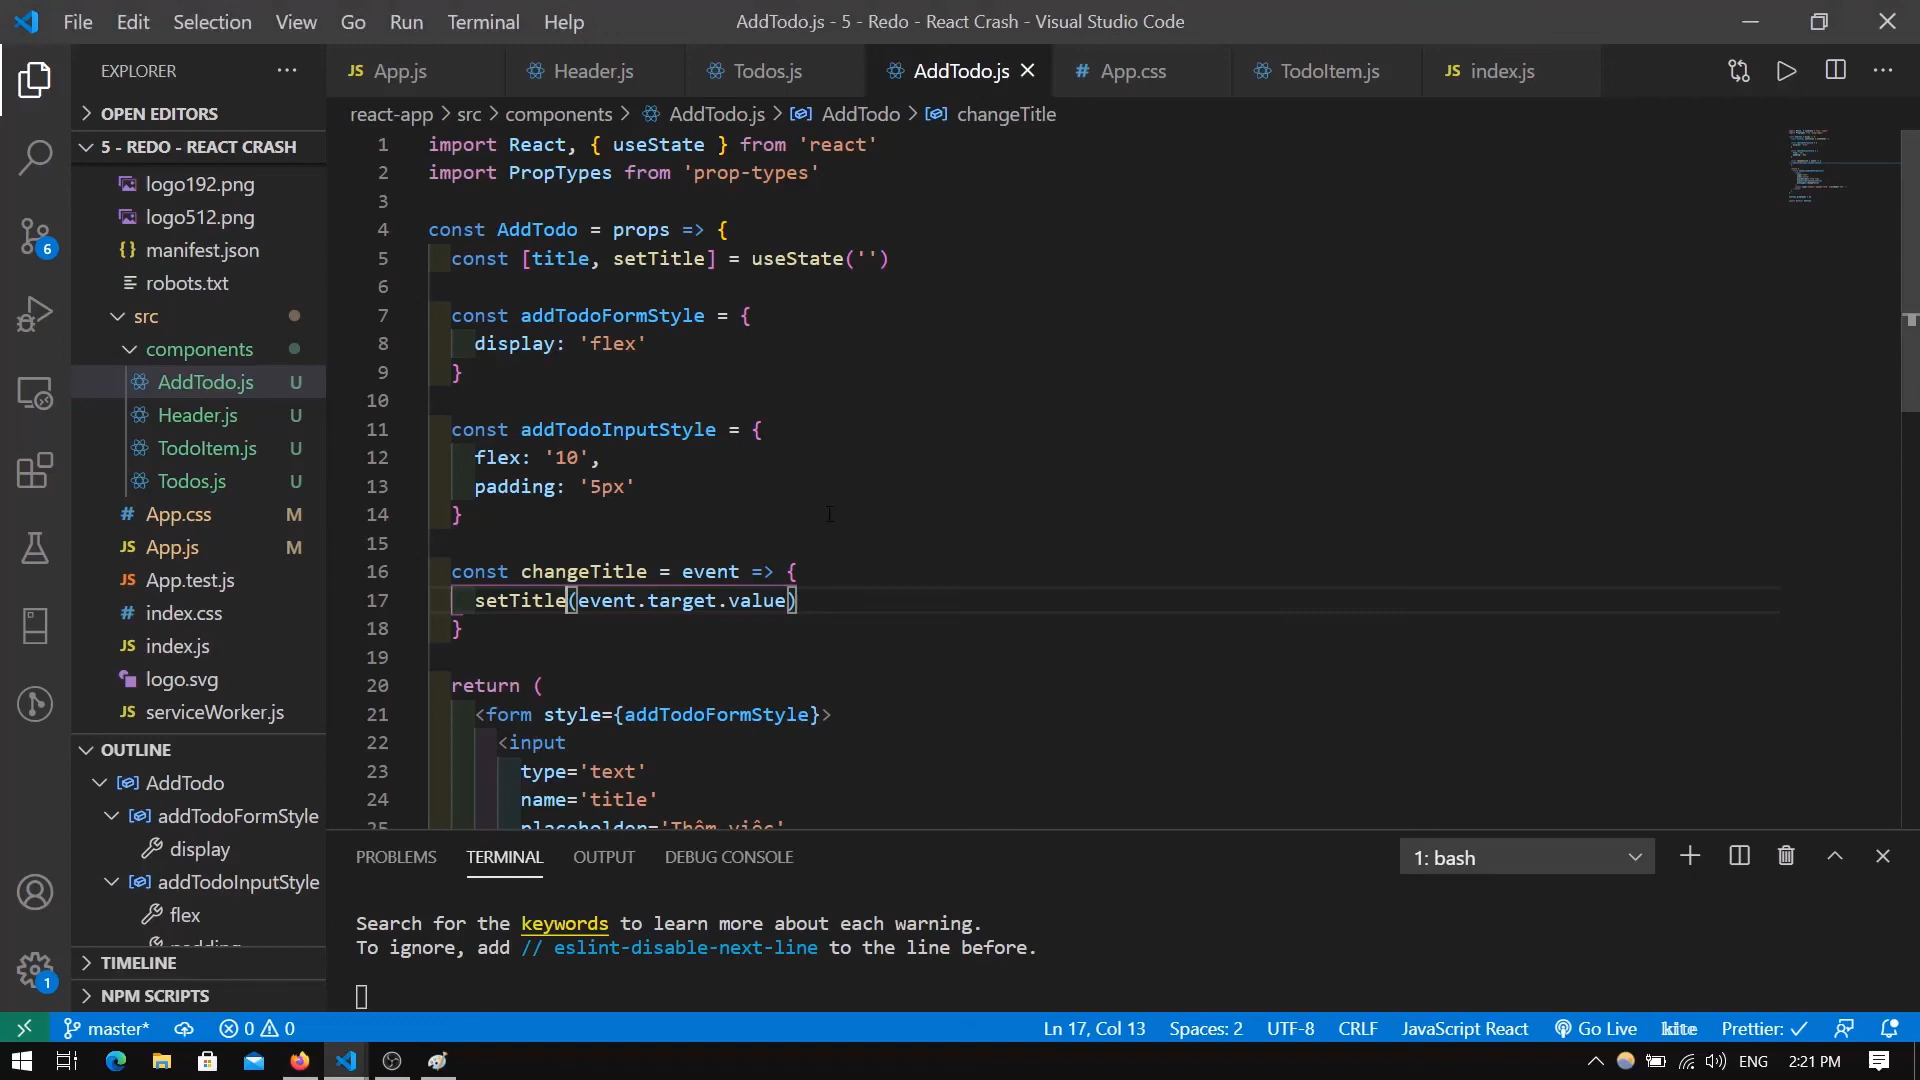 File Edit Selection View Go Run Terminal Help
AddTodo.js - 5 - Redo - React Crash - Visual Studio Code
EXPLORER
OPEN EDITORS
5 - REDO - REACT CRASH
logo192.png
logo512.png
manifest.json
robots.txt
src
components
AddTodo.js U
Header.js U
TodoItem.js U
Todos.js U
App.css M
App.js M
App.test.js
index.css
index.js
logo.svg
serviceWorker.js
OUTLINE
AddTodo
addTodoFormStyle
display
addTodoInputStyle
flex
padding
TIMELINE
NPM SCRIPTS
6
1
App.js Header.js Todos.js AddTodo.js App.css TodoItem.js index.js
react-app > src > components > AddTodo.js > AddTodo > changeTitle
1 import React, { useState } from 'react'
2 import PropTypes from 'prop-types'
3
4 const AddTodo = props => {
5 const [title, setTitle] = useState('')
6
7 const addTodoFormStyle = {
8 display: 'flex'
9 }
10
11 const addTodoInputStyle = {
12 flex: '10',
13 padding: '5px'
14 }
15
16 const changeTitle = event => {
17 setTitle(event.target.value)
18 }
19
20 return (
21 <form style={addTodoFormStyle}>
22 <input
23 type='text'
24 name='title'
25 placeholder='Thêm việc'
PROBLEMS TERMINAL OUTPUT DEBUG CONSOLE
1: bash
Search for the keywords to learn more about each warning.
To ignore, add // eslint-disable-next-line to the line before.
master* 0 0 Ln 17, Col 13 Spaces: 2 UTF-8 CRLF JavaScript React Go Live kite Prettier: ✓
ENG 2:21 PM